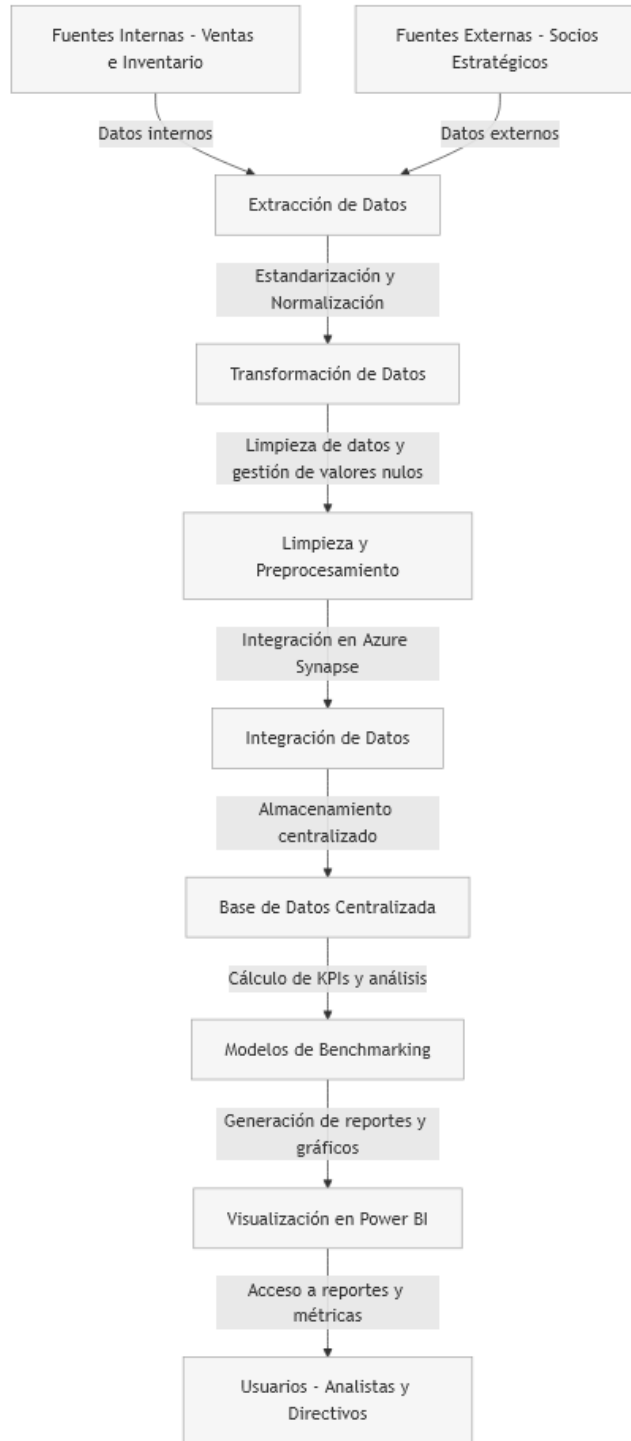 Fuentes Internas - Ventas
e Inventario
Fuentes Externas - Socios
Estratégicos
Datos internos
Datos externos
Extracción de Datos
Estandarización y
Normalización
Transformación de Datos
Limpieza de datos y
gestión de valores nulos
Limpieza y
Preprocesamiento
Integración en Azure
Synapse
Integración de Datos
Almacenamiento
centralizado
Base de Datos Centralizada
Cálculo de KPIs y análisis
Modelos de Benchmarking
Generación de reportes y
gráficos
Visualización en Power BI
Acceso a reportes y
métricas
Usuarios - Analistas y
Directivos